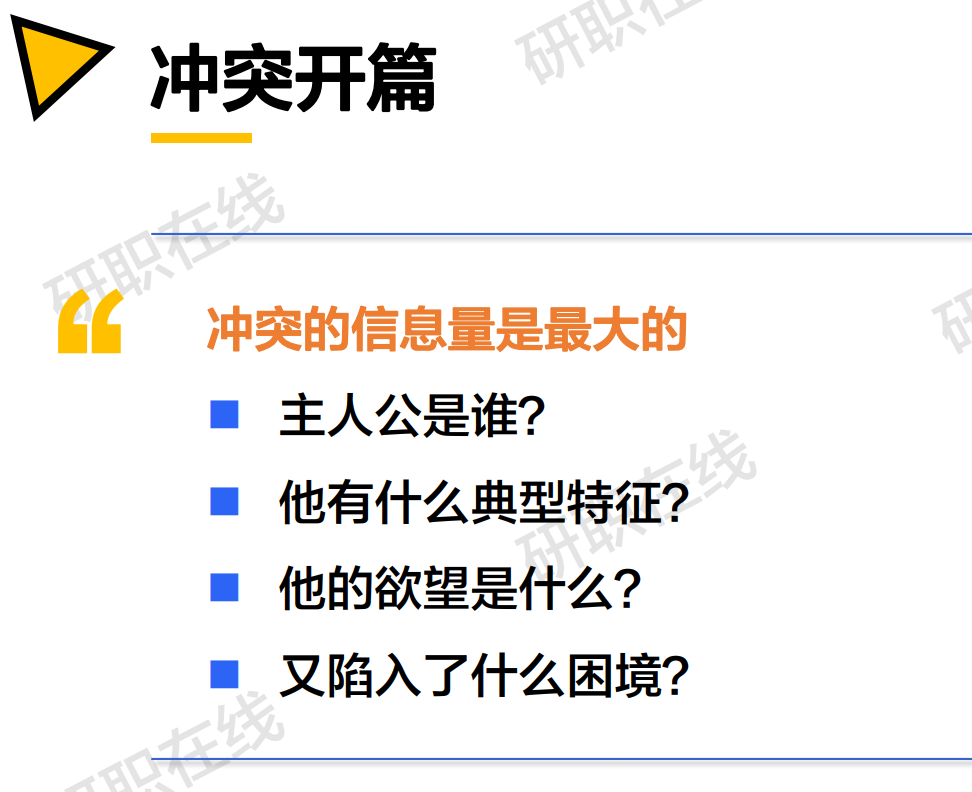 冲突开篇
研职在线
研职在线
“
冲突的信息量是最大的
主人公是谁?
他有什么典型特征?
研职在线
他的欲望是什么?
又陷入了什么困境?
研职在线